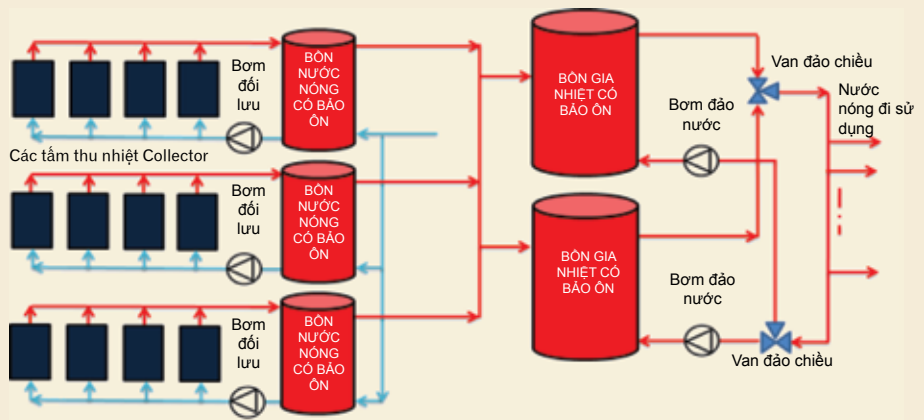 Bơm
đối
lưu
BỒN
NƯỚC
NÓNG
CÓ BẢO
ÔN
Các tấm thu nhiệt Collector
Bơm
đối
lưu
BỒN
NƯỚC
NÓNG
CÓ BẢO
ÔN
Bơm
đối
lưu
BỒN
NƯỚC
NÓNG
CÓ BẢO
ÔN
BỒN GIA
NHIỆT CÓ
BẢO ÔN
Bơm đảo
nước
Van đảo chiều
Nước
nóng đi sử
dụng
BỒN GIA
NHIỆT CÓ
BẢO ÔN
Bơm đảo
nước
Van đảo chiều